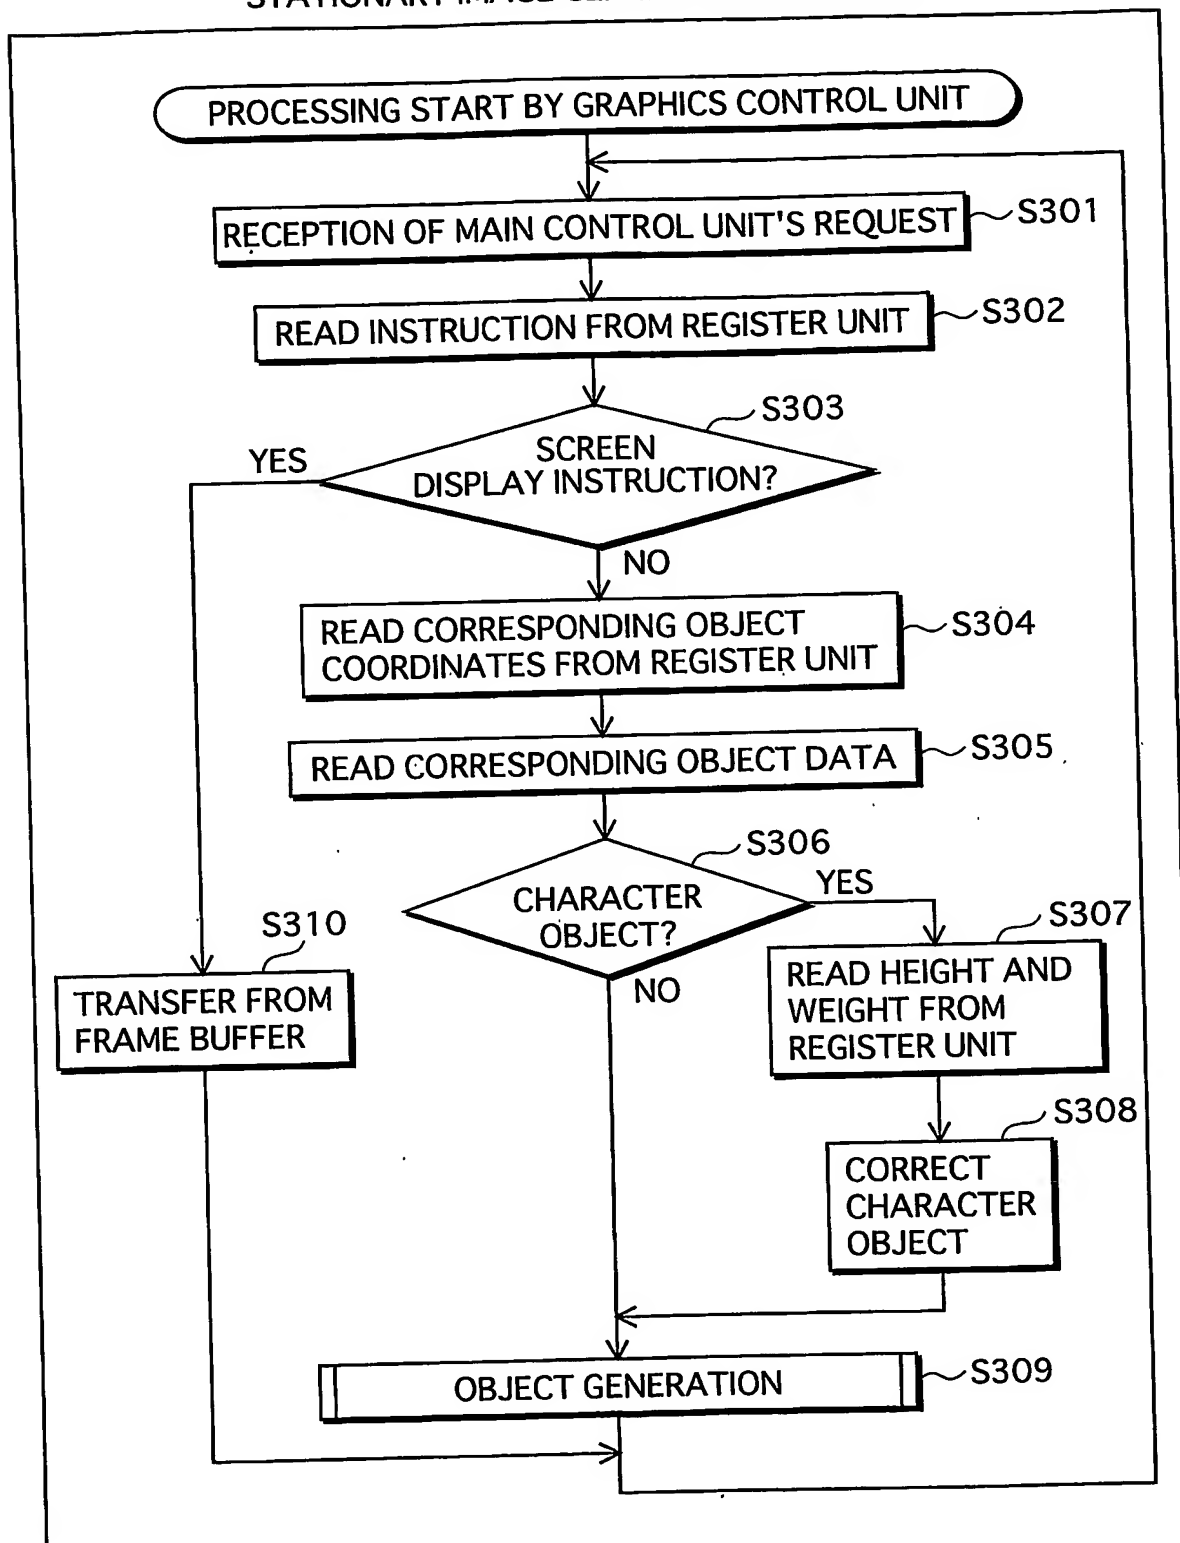 STATIONARY IMAGE
PROCESSING START BY GRAPHICS CONTROL UNIT
RECEPTION OF MAIN CONTROL UNIT'S REQUEST
S301
READ INSTRUCTION FROM REGISTER UNIT
S302
S303
SCREEN
DISPLAY INSTRUCTION?
YES
NO
READ CORRESPONDING OBJECT
COORDINATES FROM REGISTER UNIT
S304
READ CORRESPONDING OBJECT DATA
S305
S306
CHARACTER
OBJECT?
YES
NO
S307
READ HEIGHT AND
WEIGHT FROM
REGISTER UNIT
S310
TRANSFER FROM
FRAME BUFFER
S308
CORRECT
CHARACTER
OBJECT
OBJECT GENERATION
S309